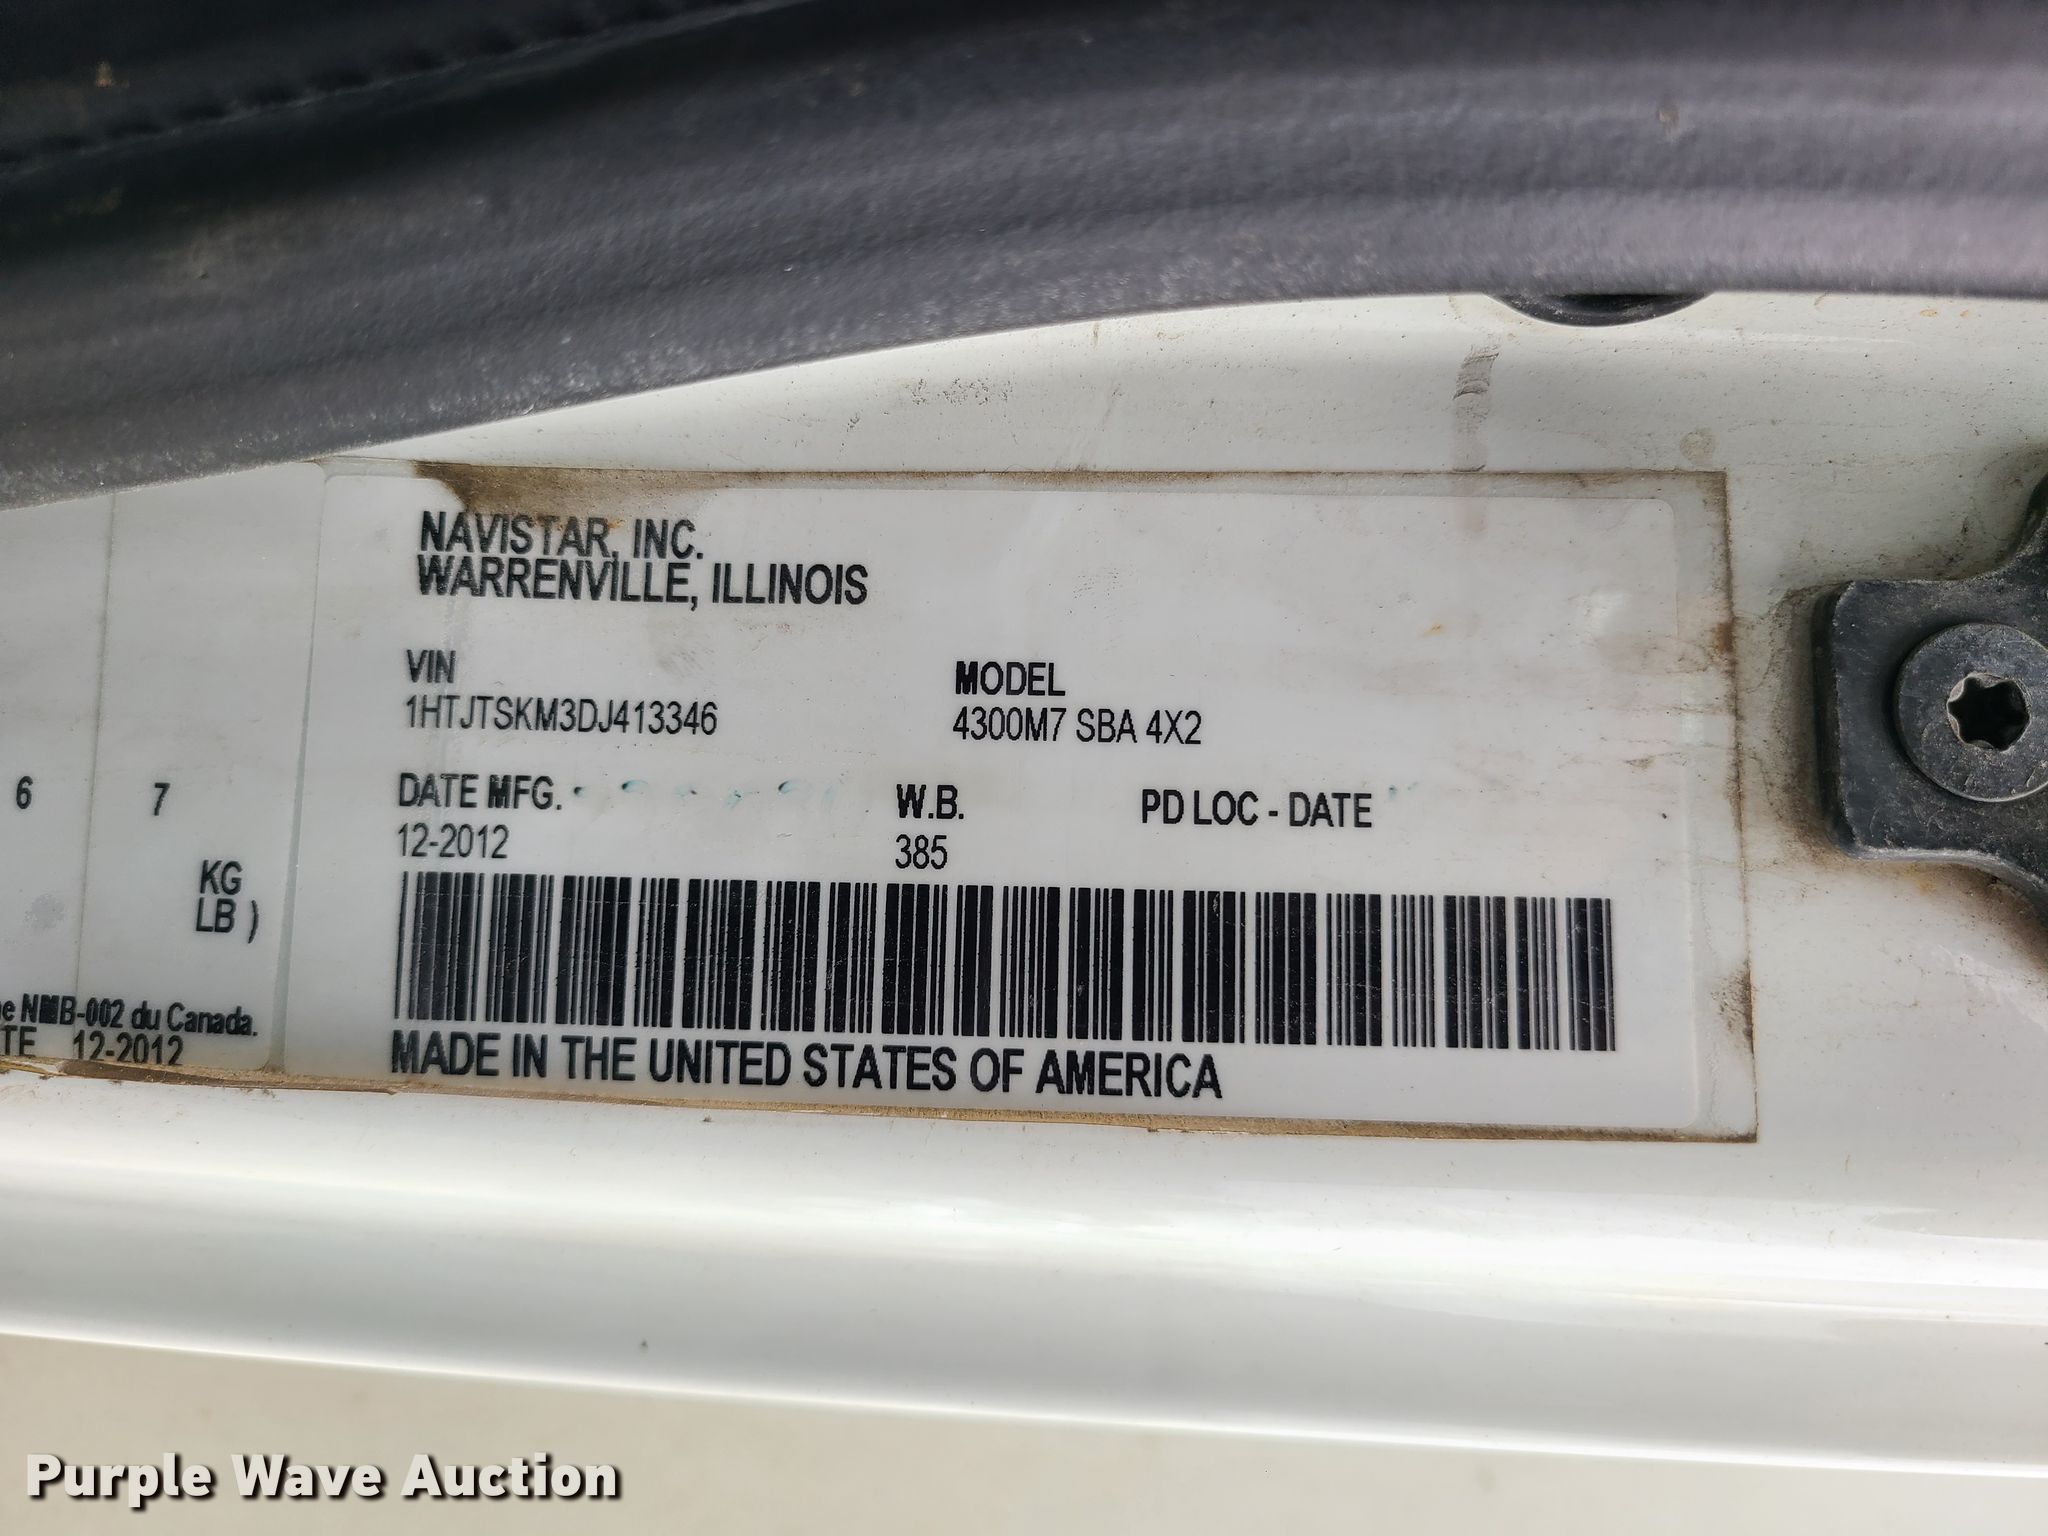 NAVISTAR, INC.
WARRENVILLE, ILLINOIS
VIN
1HTJTSKM3DJ413346
MODEL
4300M7 SBA 4X2
DATE MFG.
12-2012
W.B.
385
PD LOC - DATE
MADE IN THE UNITED STATES OF AMERICA
6
7
KG
LB )
NMB-002 du Canada.
12-2012
Purple Wave Auction